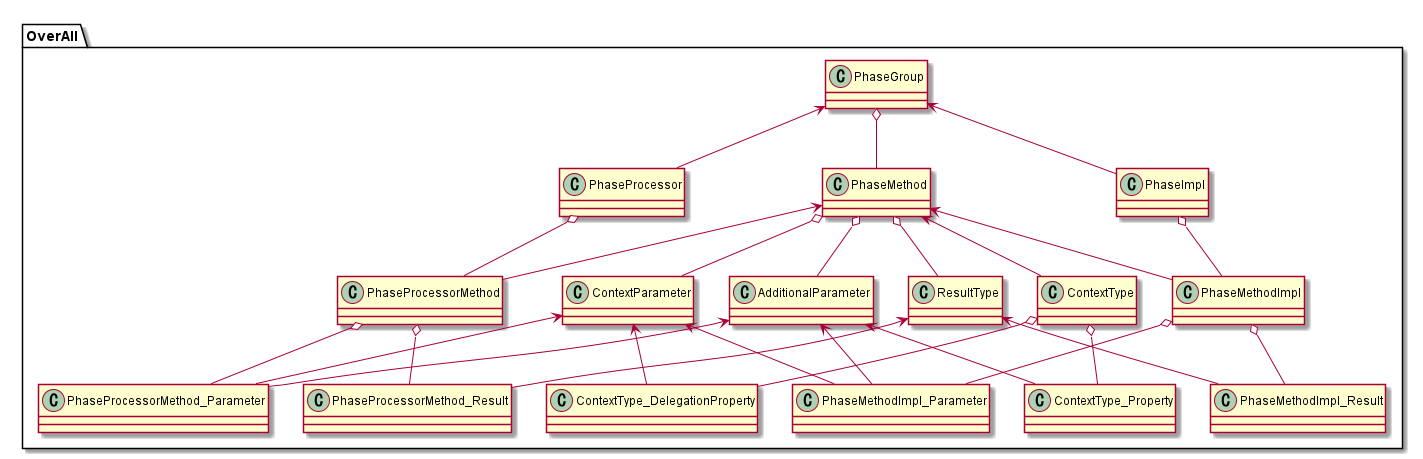 OverAll
C PhaseGroup
C PhaseProcessor
C PhaseMethod
C PhaseImpl
C PhaseProcessorMethod
C ContextParameter
C AdditionalParameter
C ResultType
C ContextType
C PhaseMethodImpl
C PhaseProcessorMethod_Parameter
C PhaseProcessorMethod_Result
C ContextType_DelegationProperty
C PhaseMethodImpl_Parameter
C ContextType_Property
C PhaseMethodImpl_Result